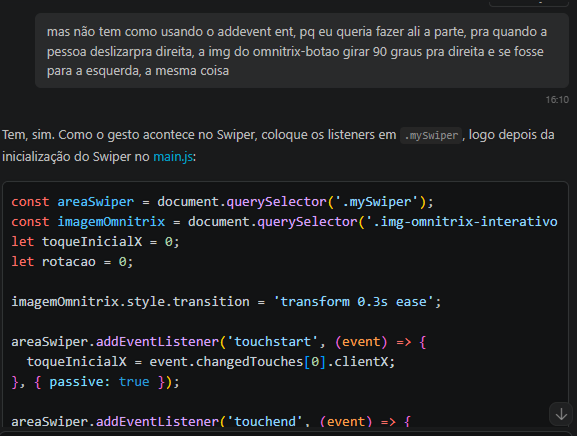 mas não tem como usando o addevent ent, pq eu queria fazer ali a parte, pra quando a
pessoa deslizarpra direita, a img do omnitrix-botao girar 90 graus pra direita e se fosse
para a esquerda, a mesma coisa
16:10
Tem, sim. Como o gesto acontece no Swiper, coloque os listeners em .mySwiper, logo depois da
inicialização do Swiper no main.js:
const areaSwiper = document.querySelector('.mySwiper');
const imagemOmnitrix = document.querySelector('.img-omnitrix-interativo
let toqueInicialX = 0;
let rotacao = 0;
imagemOmnitrix.style.transition = 'transform 0.3s ease';
areaSwiper.addEventListener('touchstart', (event) => {
  toqueInicialX = event.changedTouches[0].clientX;
}, { passive: true });
areaSwiper.addEventListener('touchend', (event) => {